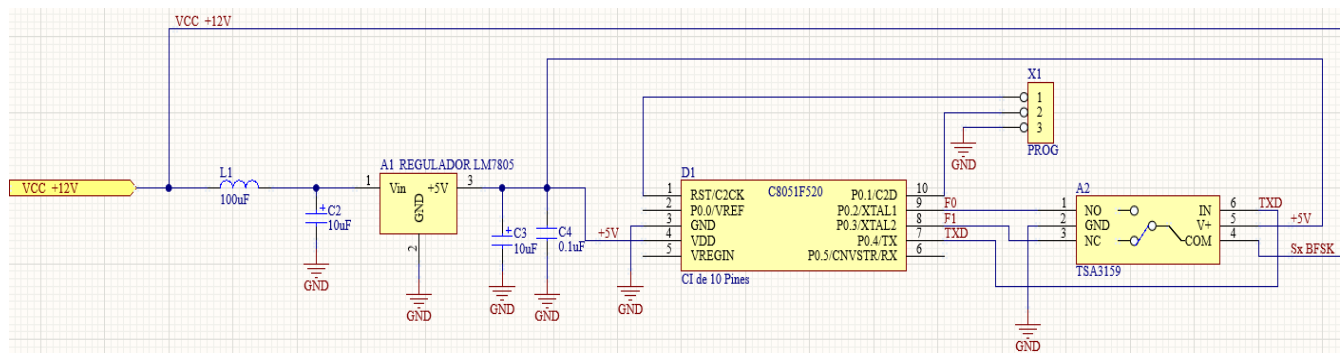 VCC +12V
VCC +12V
L1
100uF
C2
10uF
GND
A1 REGULADOR LM7805
1
Vin
+5V
GND
3
2
GND
C3
10uF
GND
C4
0.1uF
GND
+5V
GND
D1
C8051F520
1 RST/C2CK
2 P0.0/VREF
3 GND
4 VDD
5 VREGIN
P0.1/C2D 10
P0.2/XTAL1 9
P0.3/XTAL2 8
P0.4/TX 7
P0.5/CNVSTR/RX 6
CI de 10 Pines
F0
F1
TXD
X1
1
2
3
PROG
GND
A2
1 NO
2 GND
3 NC
IN 6
V+ 5
COM 4
TSA3159
TXD
+5V
Sx BFSK
GND